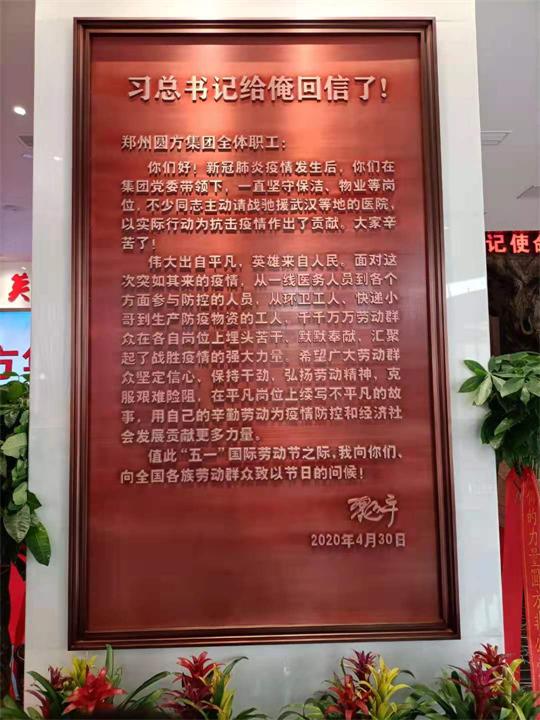 习总书记给俺回信了!
郑州圆方集团全体职工：
你们好！新冠肺炎疫情发生后，你们在
集团党委带领下，一直坚守保洁、物业等岗
位，不少同志主动请战驰援武汉等地的医院，
以实际行动为抗击疫情作出了贡献。大家辛
苦了！
伟大出自平凡，英雄来自人民。面对这
次突如其来的疫情，从一线医务人员到各个
方面参与防控的人员，从环卫工人、快递小
哥到生产防疫物资的工人，千千万万劳动群
众在各自岗位上埋头苦干、默默奉献，汇聚
起了战胜疫情的强大力量。希望广大劳动群
众坚定信心、保持干劲，弘扬劳动精神，克
服艰难险阻，在平凡岗位上续写不平凡的故
事，用自己的辛勤劳动为疫情防控和经济社
会发展贡献更多力量。
值此“五一”国际劳动节之际，我向你们、
向全国各族劳动群众致以节日的问候！
习近平
2020年4月30日
记使命
方
的力量圆方